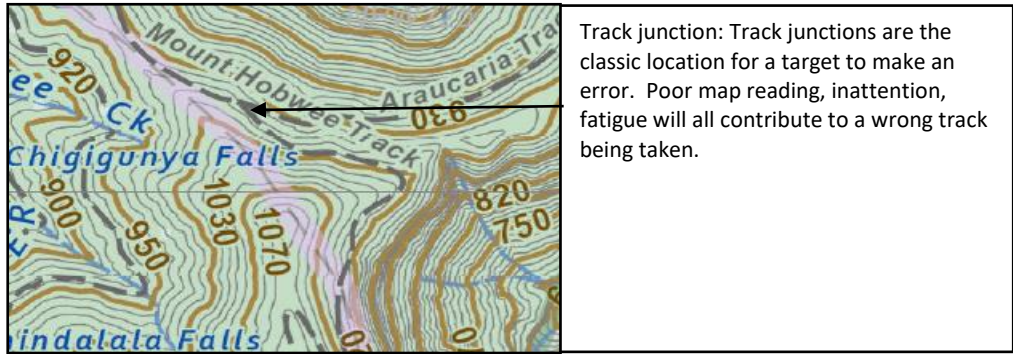 Mount Hobwee Track
Araucaria Tra
930
920
ee Ck
Chigigunya Falls
900
950
1030
1070
820
750
E.R
indalala Falls
Track junction: Track junctions are the
classic location for a target to make an
error. Poor map reading, inattention,
fatigue will all contribute to a wrong track
being taken.